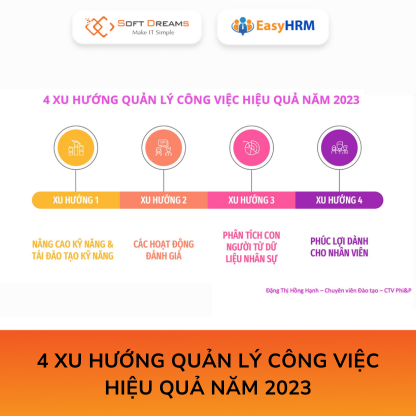 SOFT DREAMS
Make IT Simple
EasyHRM
4 XU HƯỚNG QUẢN LÝ CÔNG VIỆC HIỆU QUẢ NĂM 2023
XU HƯỚNG 1
XU HƯỚNG 2
XU HƯỚNG 3
XU HƯỚNG 4
NÂNG CAO KỸ NĂNG &
TÁI ĐÀO TẠO KỸ NĂNG
CÁC HOẠT ĐỘNG
ĐÁNH GIÁ
PHÂN TÍCH CON
NGƯỜI TỪ DỮ
LIỆU NHÂN SỰ
PHÚC LỢI DÀNH
CHO NHÂN VIÊN
Đặng Thị Hồng Hạnh – Chuyên viên Đào tạo – CTV Phi&P
4 XU HƯỚNG QUẢN LÝ CÔNG VIỆC
HIỆU QUẢ NĂM 2023